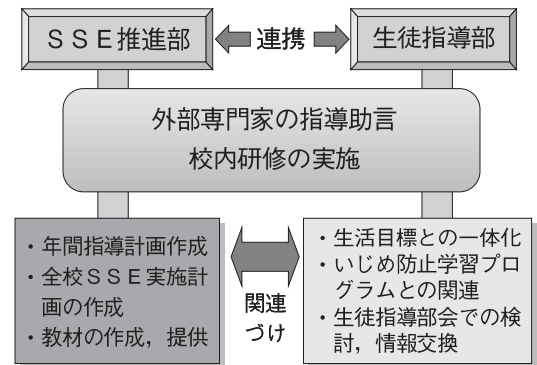 ＳＳＥ推進部
連携
生徒指導部
外部専門家の指導助言
校内研修の実施
・年間指導計画作成
・全校ＳＳＥ実施計
画の作成
・教材の作成，提供
関連
づけ
・生活目標との一体化
・いじめ防止学習プロ
グラムとの関連
・生徒指導部会での検
討，情報交換